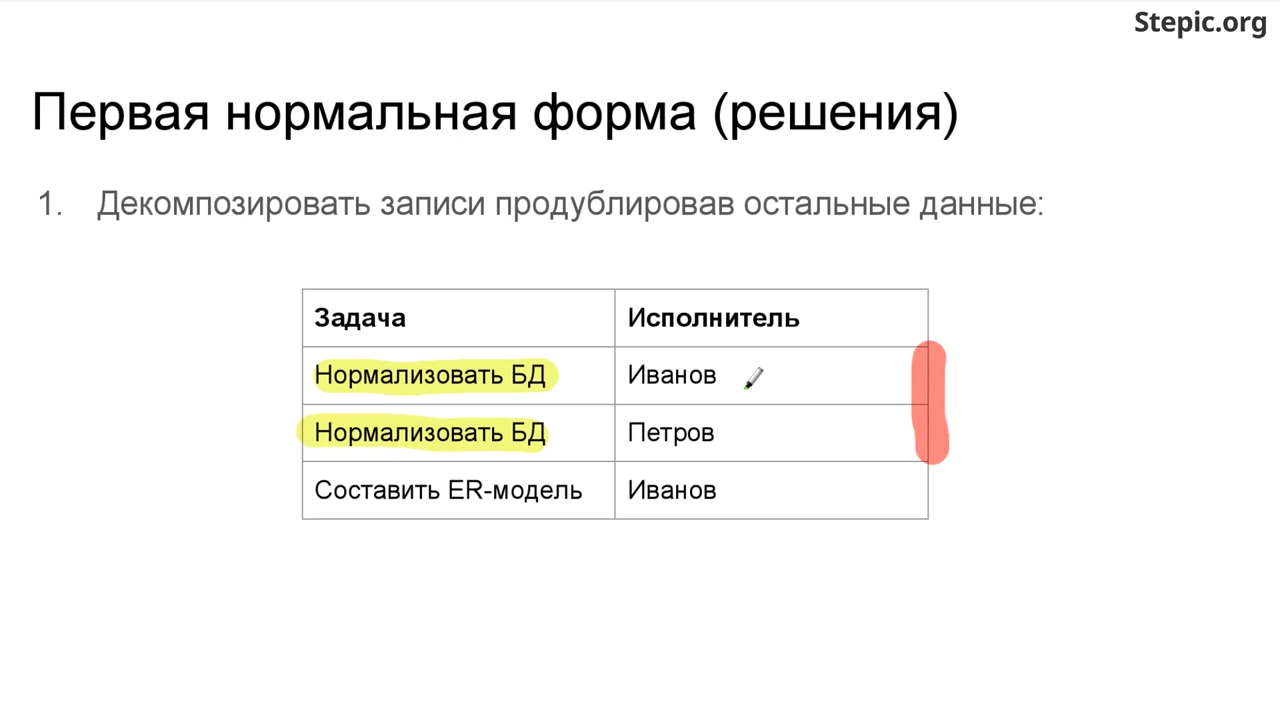 Stepic.org
Первая нормальная форма (решения)
1. Декомпозировать записи продублировав остальные данные:
Задача Исполнитель
Нормализовать БД Иванов
Нормализовать БД Петров
Составить ER-модель Иванов